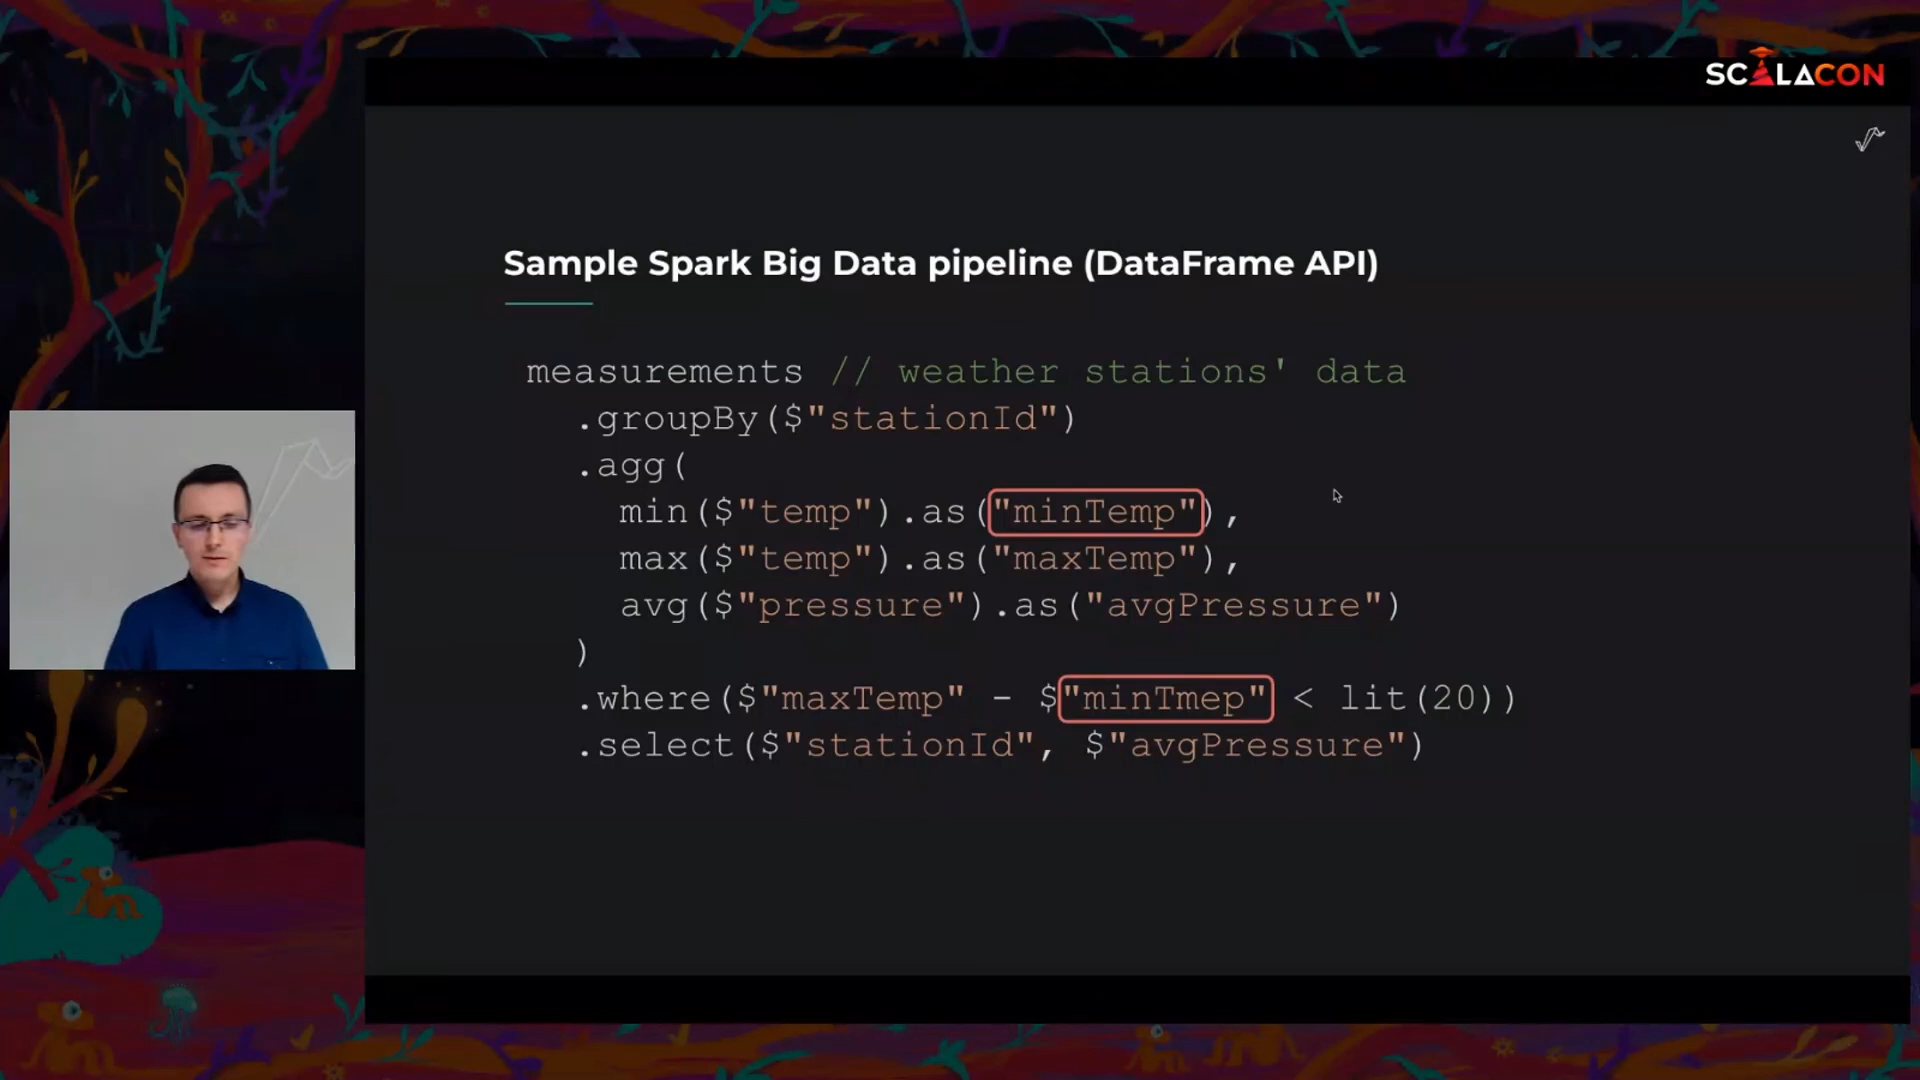 SCALACON
Sample Spark Big Data pipeline (DataFrame API)
measurements // weather stations' data
.groupBy($"stationId")
.agg(
min($"temp").as("minTemp"),
max($"temp").as("maxTemp"),
avg($"pressure").as("avgPressure")
)
.where($"maxTemp" - $"minTmep" < lit(20))
.select($"stationId", $"avgPressure")